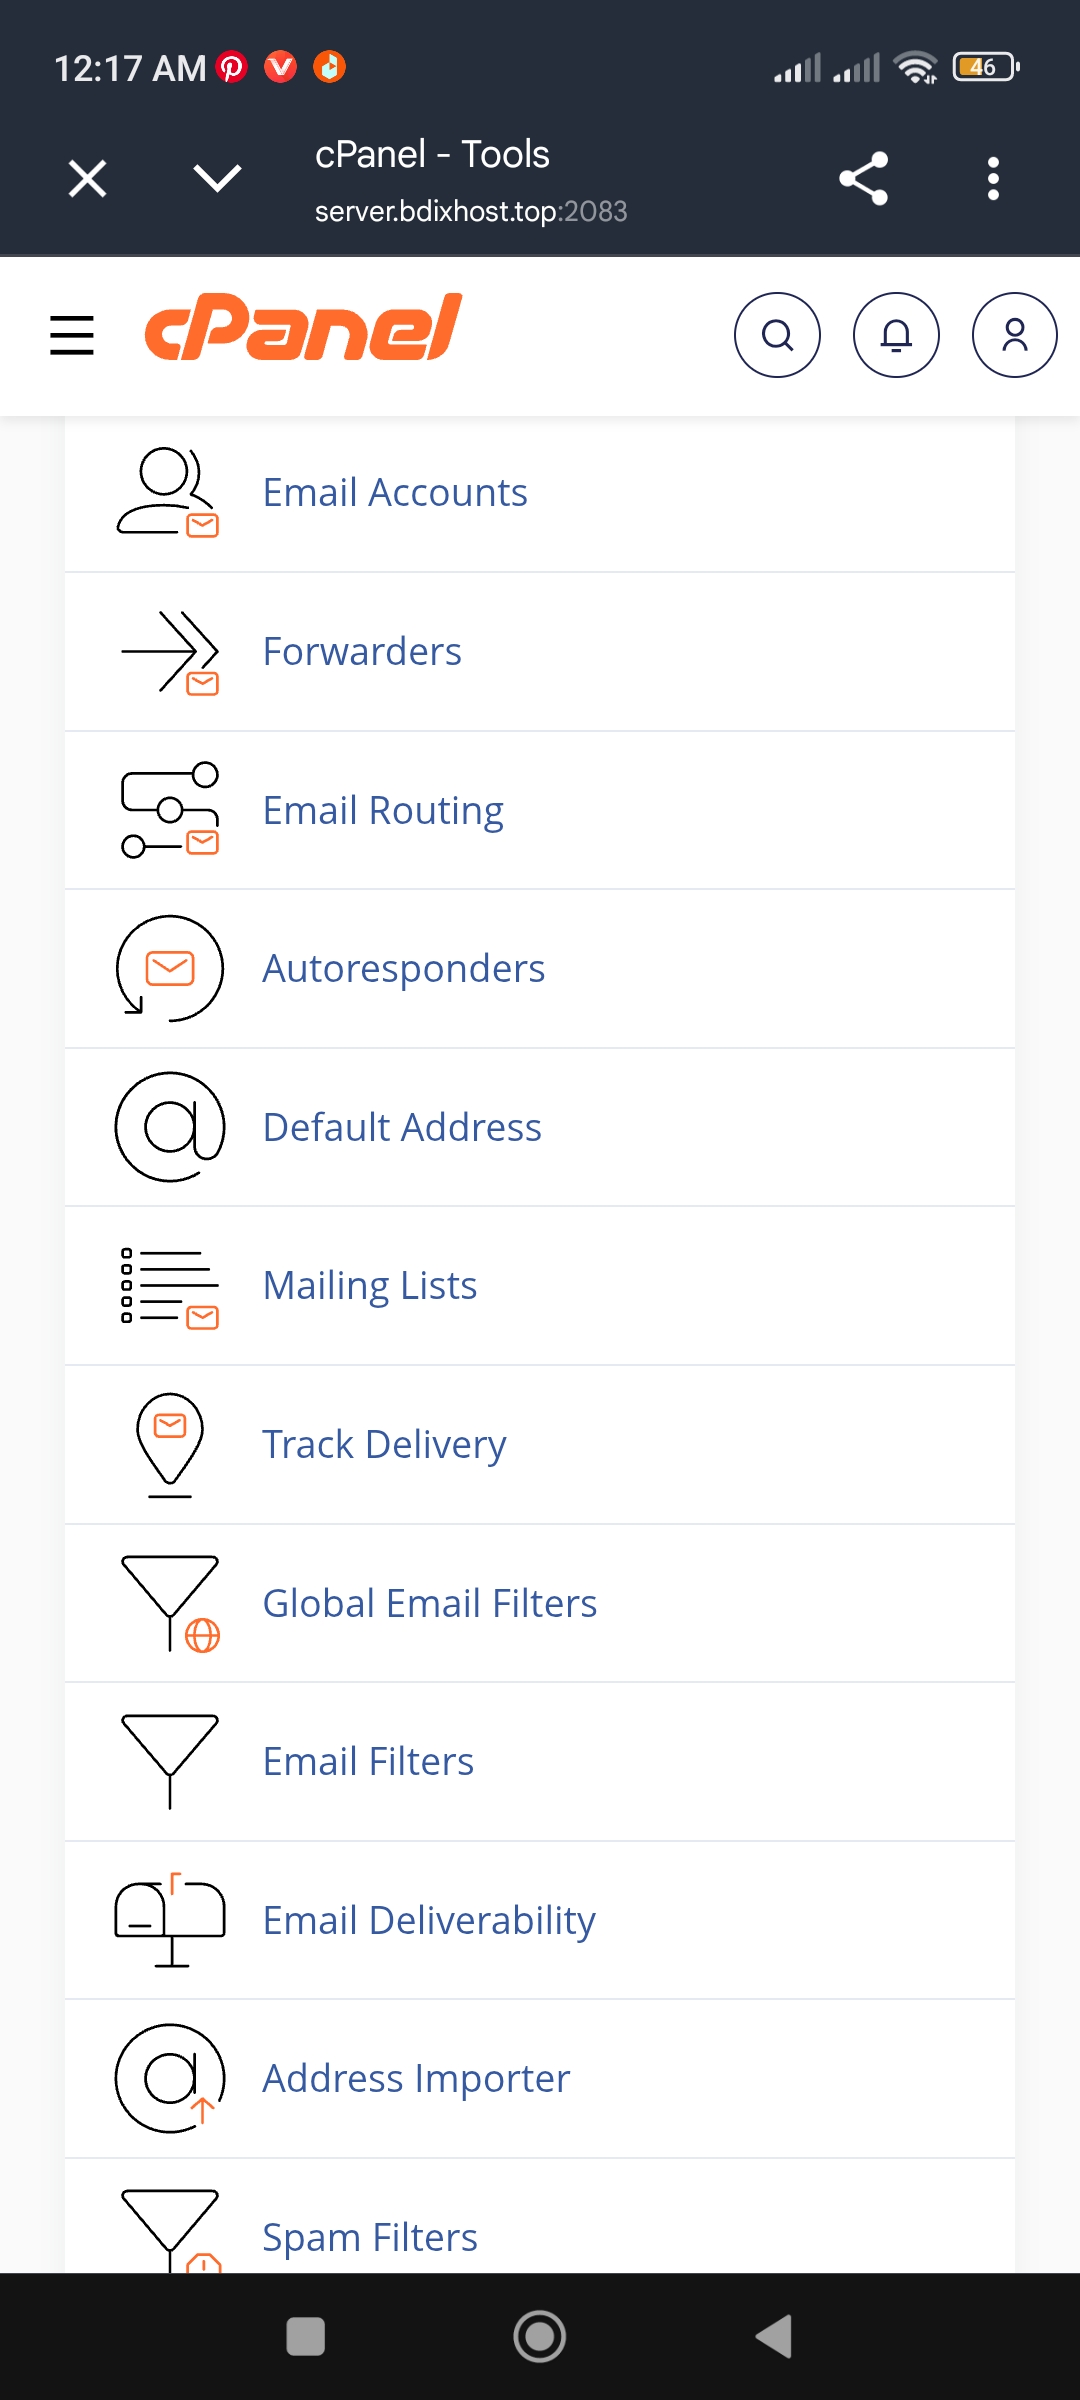 12:17 AM
46
cPanel - Tools
server.bdixhost.top:2083
cPanel
Email Accounts
Forwarders
Email Routing
Autoresponders
Default Address
Mailing Lists
Track Delivery
Global Email Filters
Email Filters
Email Deliverability
Address Importer
Spam Filters